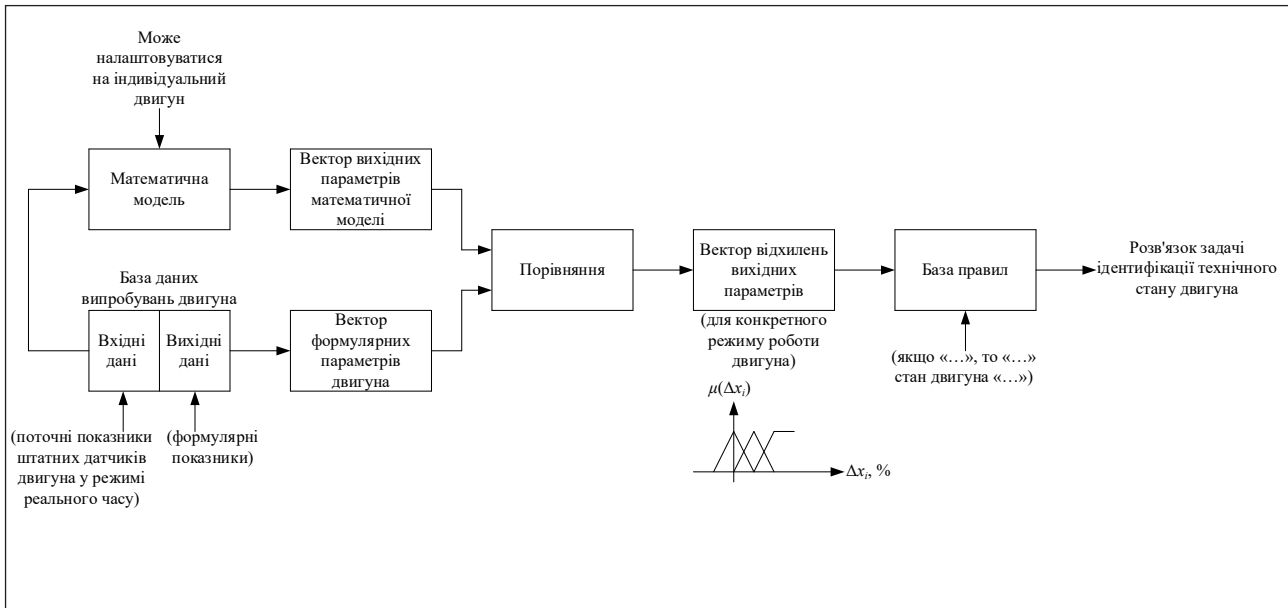 Може
налаштовуватися
на індивідуальний
двигун
Математична
модель
Вектор вихідних
параметрів
математичної
моделі
База даних
випробувань двигуна
Вхідні
дані
Вихідні
дані
Вектор
формулярних
параметрів
двигуна
(поточні показники
штатних датчиків
двигуна у режимі
реального часу)
(формулярні
показники)
Порівняння
Вектор відхилень
вихідних
параметрів
(для конкретного
режиму роботи
двигуна)
μ(Δxᵢ)
Δxᵢ, %
База правил
(якщо «…», то «…»
стан двигуна «…»)
Розв'язок задачі
ідентифікації технічного
стану двигуна